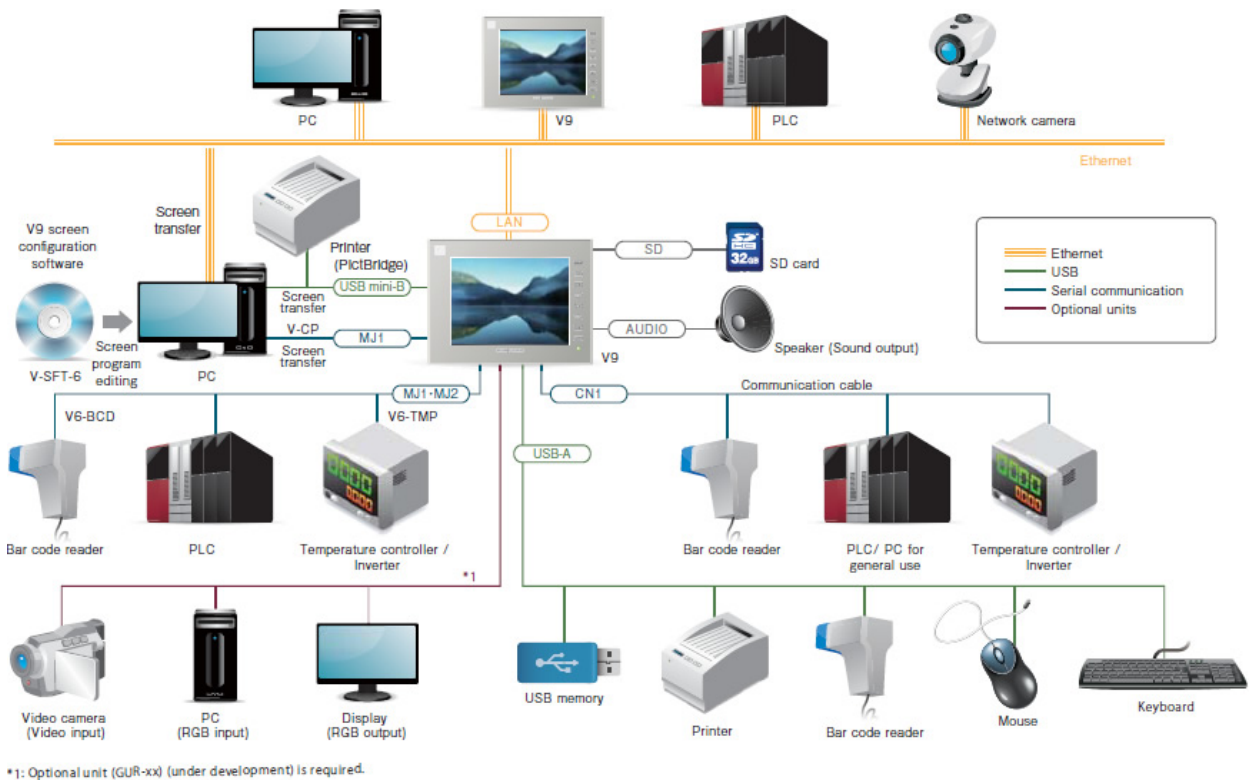 PC
V9
PLC
Network camera
Ethernet
Screen
transfer
LAN
V9 screen
configuration
software
Printer
(PictBridge)
SD
32GB
SD card
Ethernet
USB
Serial communication
Optional units
USB mini-B
Screen
transfer
V-CP
MJ1
Screen
transfer
AUDIO
Speaker (Sound output)
V9
V-SFT-6
Screen
program
editing
PC
MJ1·MJ2
CN1
Communication cable
V6-BCD
V6-TMP
USB-A
0000
0000
0000
0000
Bar code reader
PLC
Temperature controller /
Inverter
Bar code reader
PLC/ PC for
general use
Temperature controller /
Inverter
*1
Video camera
(Video input)
PC
(RGB input)
Display
(RGB output)
USB memory
Printer
Bar code reader
Mouse
Keyboard
*1: Optional unit (GUR-xx) (under development) is required.